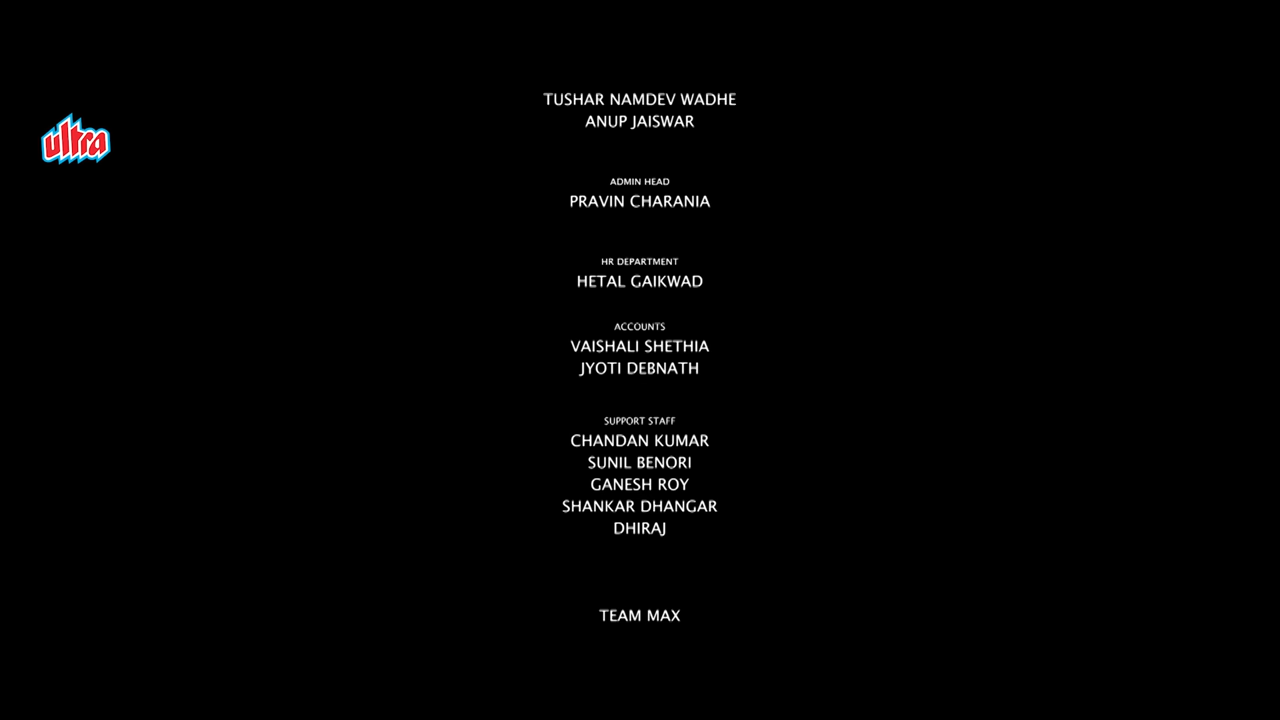 TUSHAR NAMDEV WADHE
ANUP JAISWAR
ultra
ADMIN HEAD
PRAVIN CHARANIA
HR DEPARTMENT
HETAL GAIKWAD
ACCOUNTS
VAISHALI SHETHIA
JYOTI DEBNATH
SUPPORT STAFF
CHANDAN KUMAR
SUNIL BENORI
GANESH ROY
SHANKAR DHANGAR
DHIRAJ
TEAM MAX